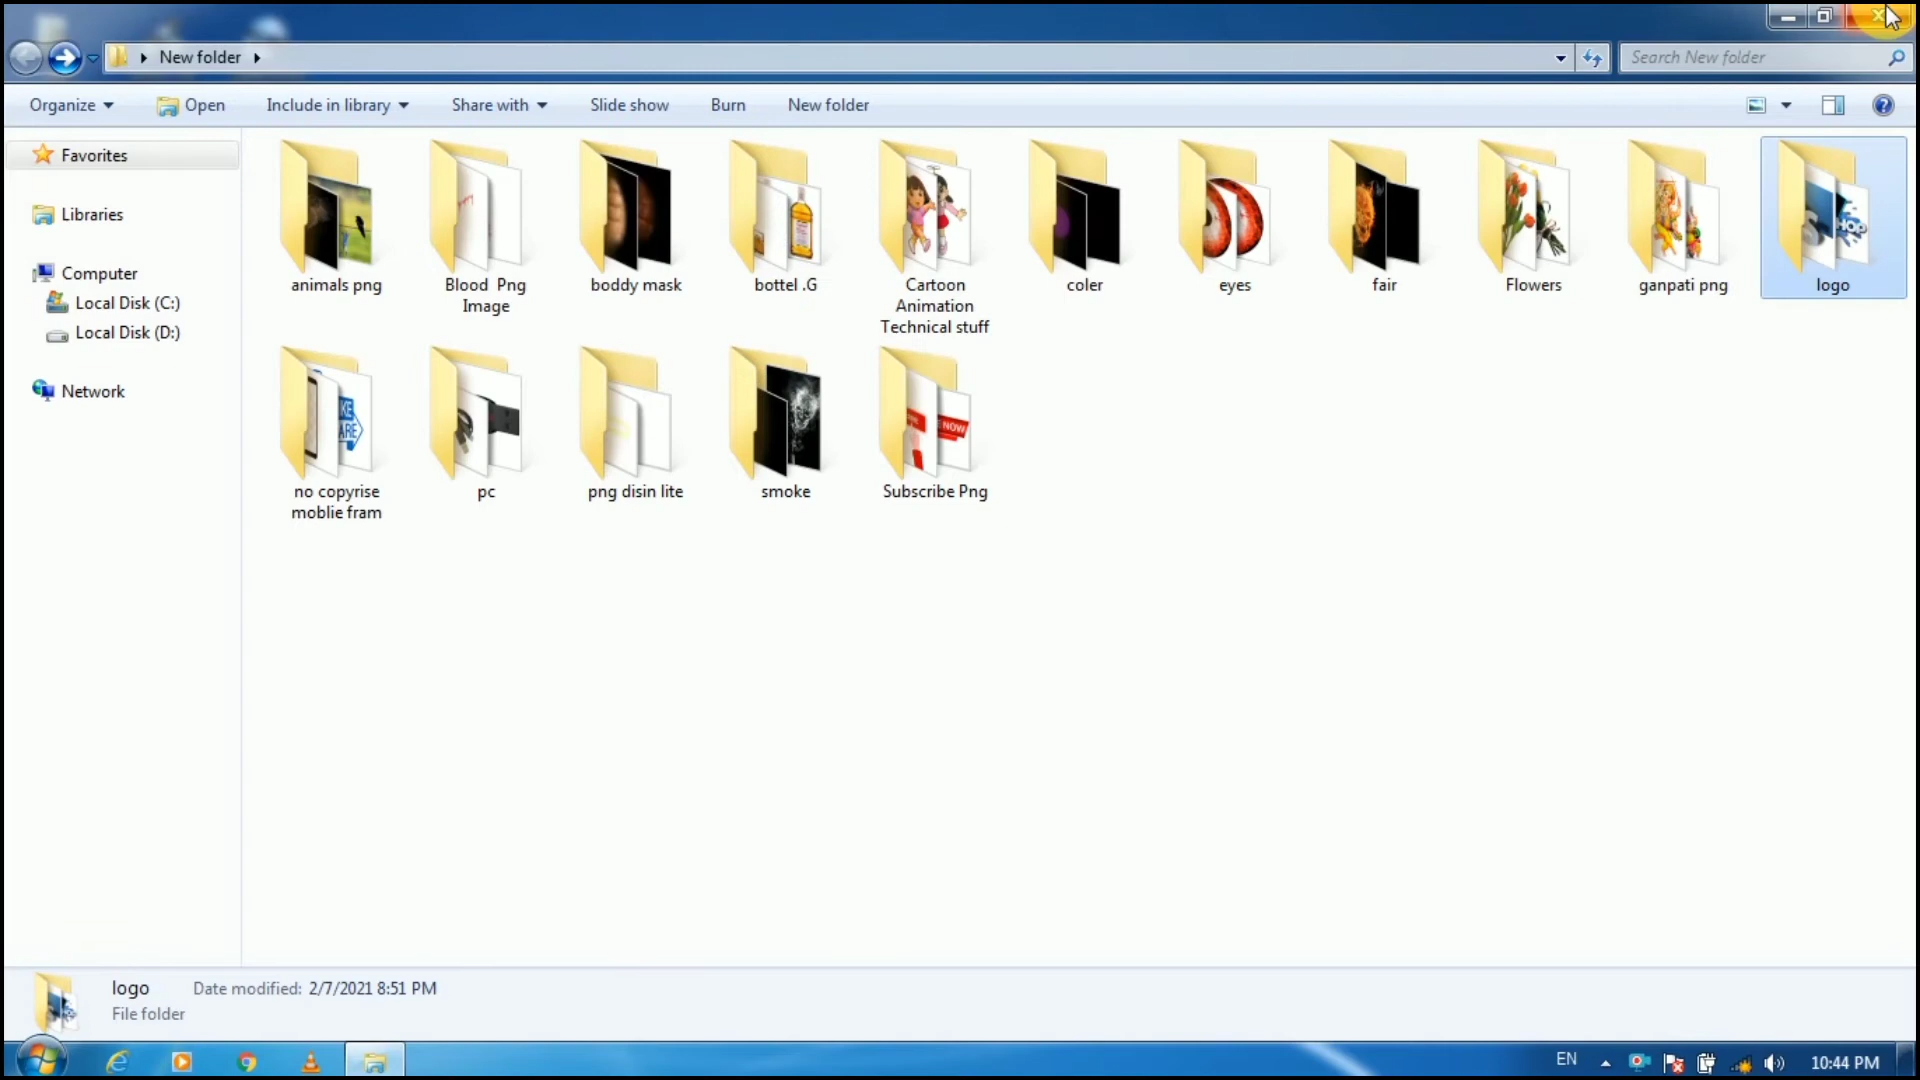 New folder
Search New folder
Organize Open Include in library Share with Slide show Burn New folder
Favorites
Libraries
Computer
Local Disk (C:)
Local Disk (D:)
Network
animals png
Blood Png
Image
boddy mask
bottel .G
Cartoon
Animation
Technical stuff
coler
eyes
fair
Flowers
ganpati png
logo
no copyrise
moblie fram
pc
png disin lite
smoke
Subscribe Png
logo Date modified: 2/7/2021 8:51 PM
File folder
EN 10:44 PM